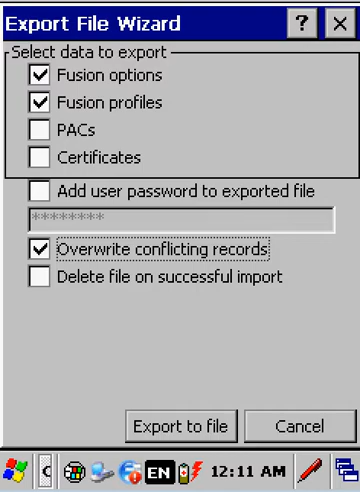 Export File Wizard ?
Select data to export
Fusion options
Fusion profiles
PACs
Certificates
Add user password to exported file
********
Overwrite conflicting records
Delete file on successful import
Export to file Cancel
C EN 12:11 AM